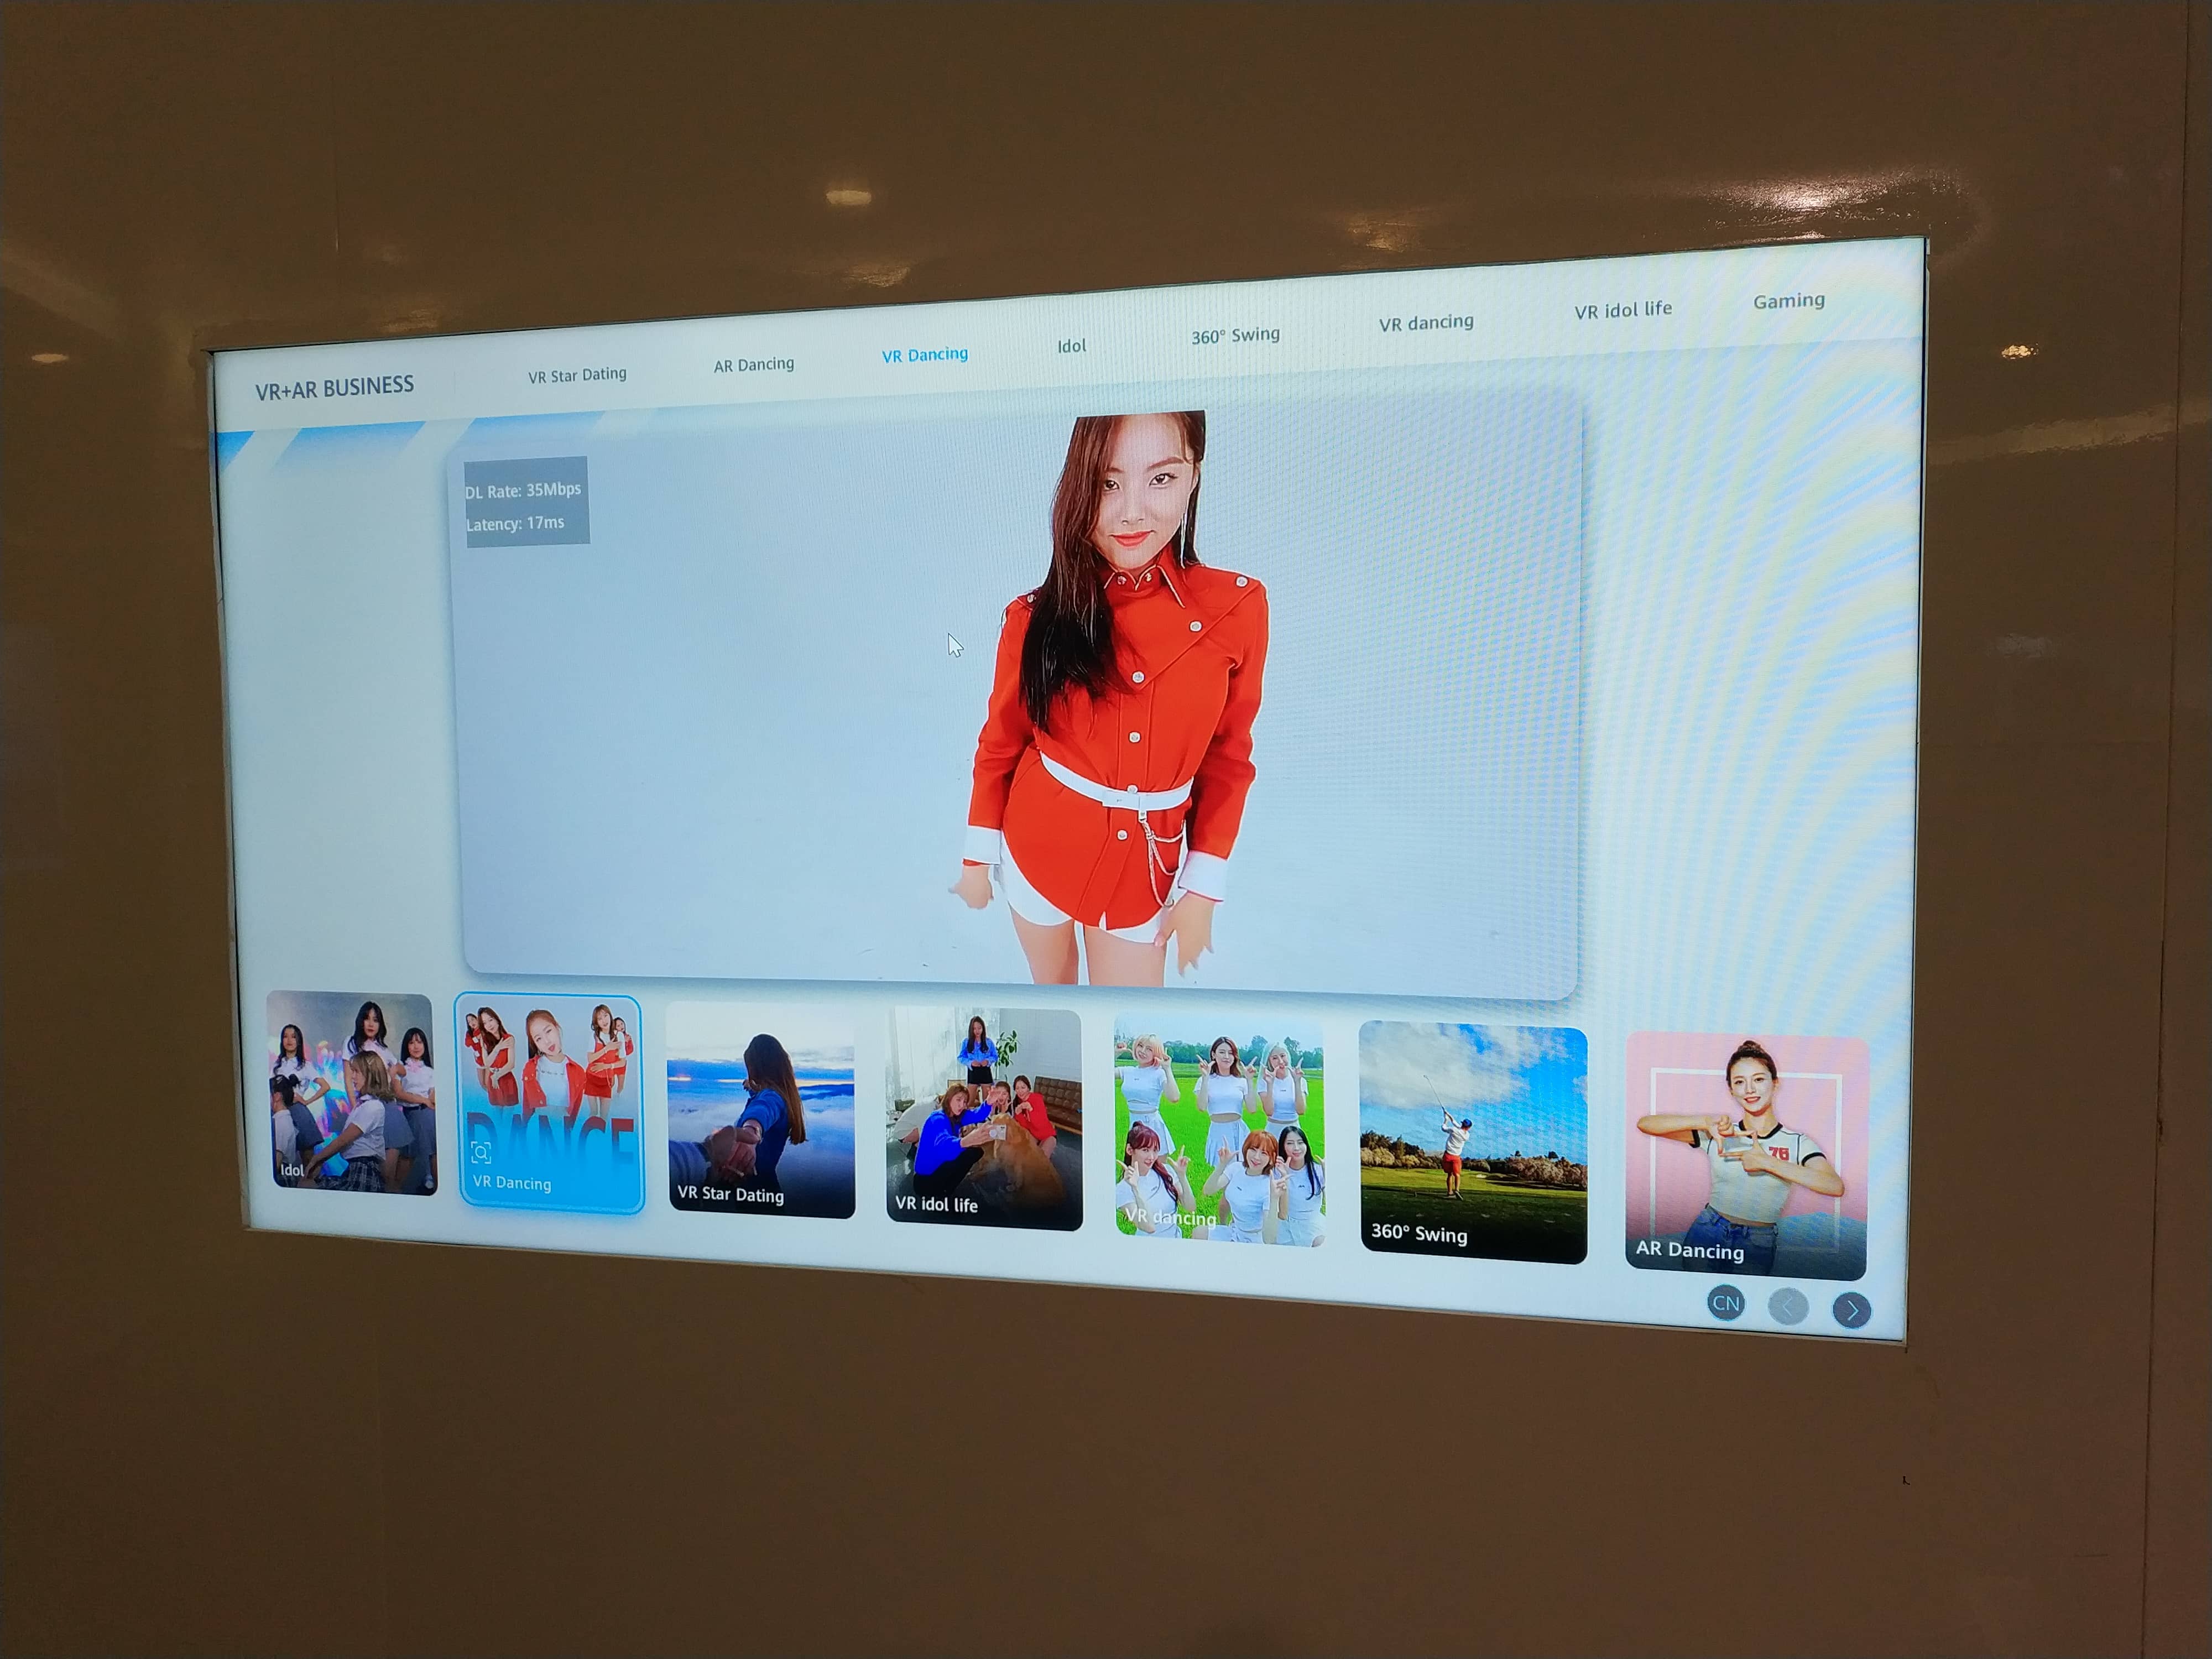 VR+AR BUSINESS
VR Star Dating
AR Dancing
VR Dancing
Idol
360° Swing
VR dancing
VR idol life
Gaming
DL Rate: 35Mbps
Latency: 17ms
Idol
DANCE
VR Dancing
VR Star Dating
VR idol life
VR dancing
360° Swing
76
AR Dancing
CN